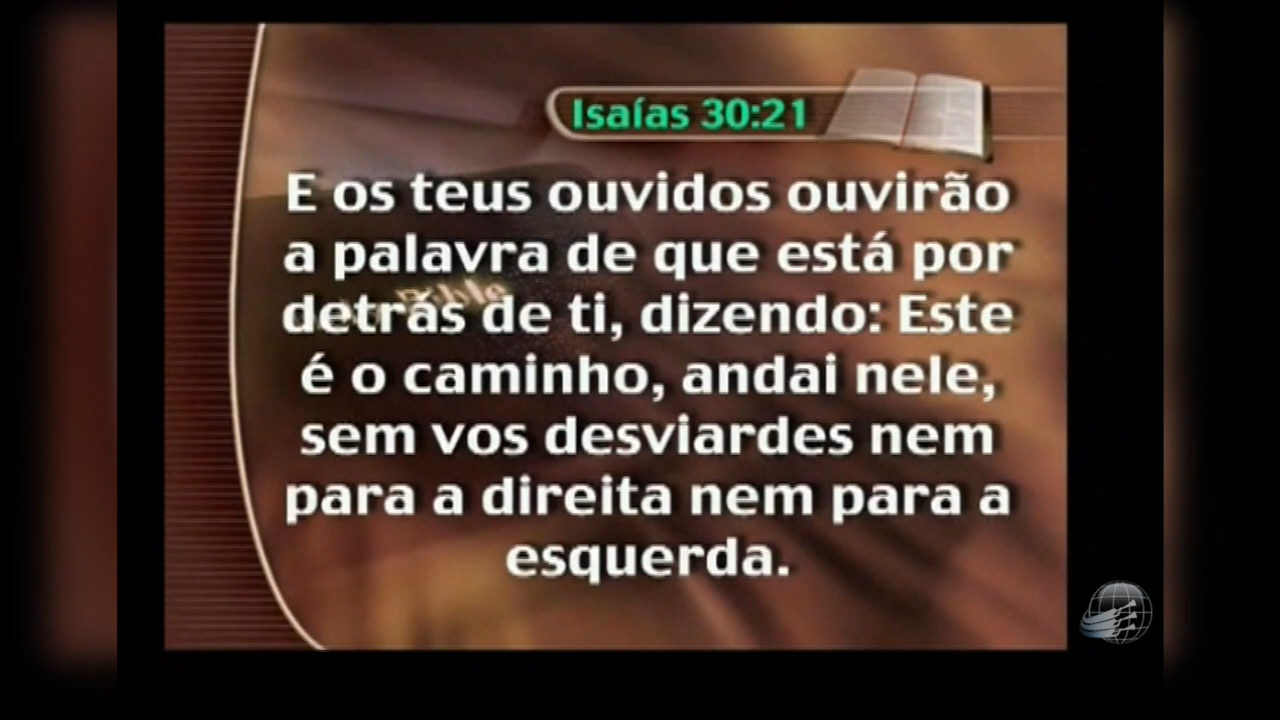 Isaías 30:21
E os teus ouvidos ouvirão
a palavra de que está por
detrás de ti, dizendo: Este
é o caminho, andai nele,
sem vos desviardes nem
para a direita nem para a
esquerda.
Bible